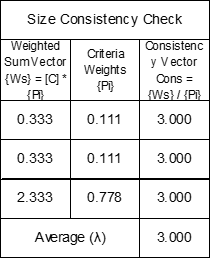 Size Consistency Check
Weighted
SumVector
{Ws} = [C] *
{Pi}
Criteria
Weights
{Pi}
Consistenc
y Vector
Cons =
{Ws} / {Pi}
0.333 0.111 3.000
0.333 0.111 3.000
2.333 0.778 3.000
Average (λ) 3.000